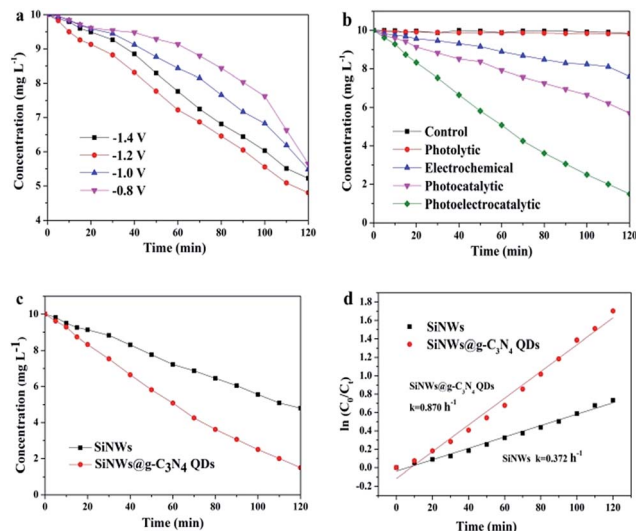 a
Concentration (mg L⁻¹)
10
9
8
7
6
5
4
-1.4 V
-1.2 V
-1.0 V
-0.8 V
0 20 40 60 80 100 120
Time (min)
b
Concentration (mg L⁻¹)
10
8
6
4
2
0
Control
Photolytic
Electrochemical
Photocatalytic
Photoelectrocatalytic
0 10 20 30 40 50 60 70 80 90 100 110 120
Time (min)
c
Concentration (mg L⁻¹)
10
8
6
4
2
0
SiNWs
SiNWs@g-C₃N₄ QDs
0 20 40 60 80 100 120
Time (min)
d
ln (C₀/Cₜ)
1.8
1.6
1.4
1.2
1.0
0.8
0.6
0.4
0.2
0.0
SiNWs
SiNWs@g-C₃N₄ QDs
SiNWs@g-C₃N₄ QDs
k=0.870 h⁻¹
SiNWs k=0.372 h⁻¹
0 20 40 60 80 100 120
Time (min)